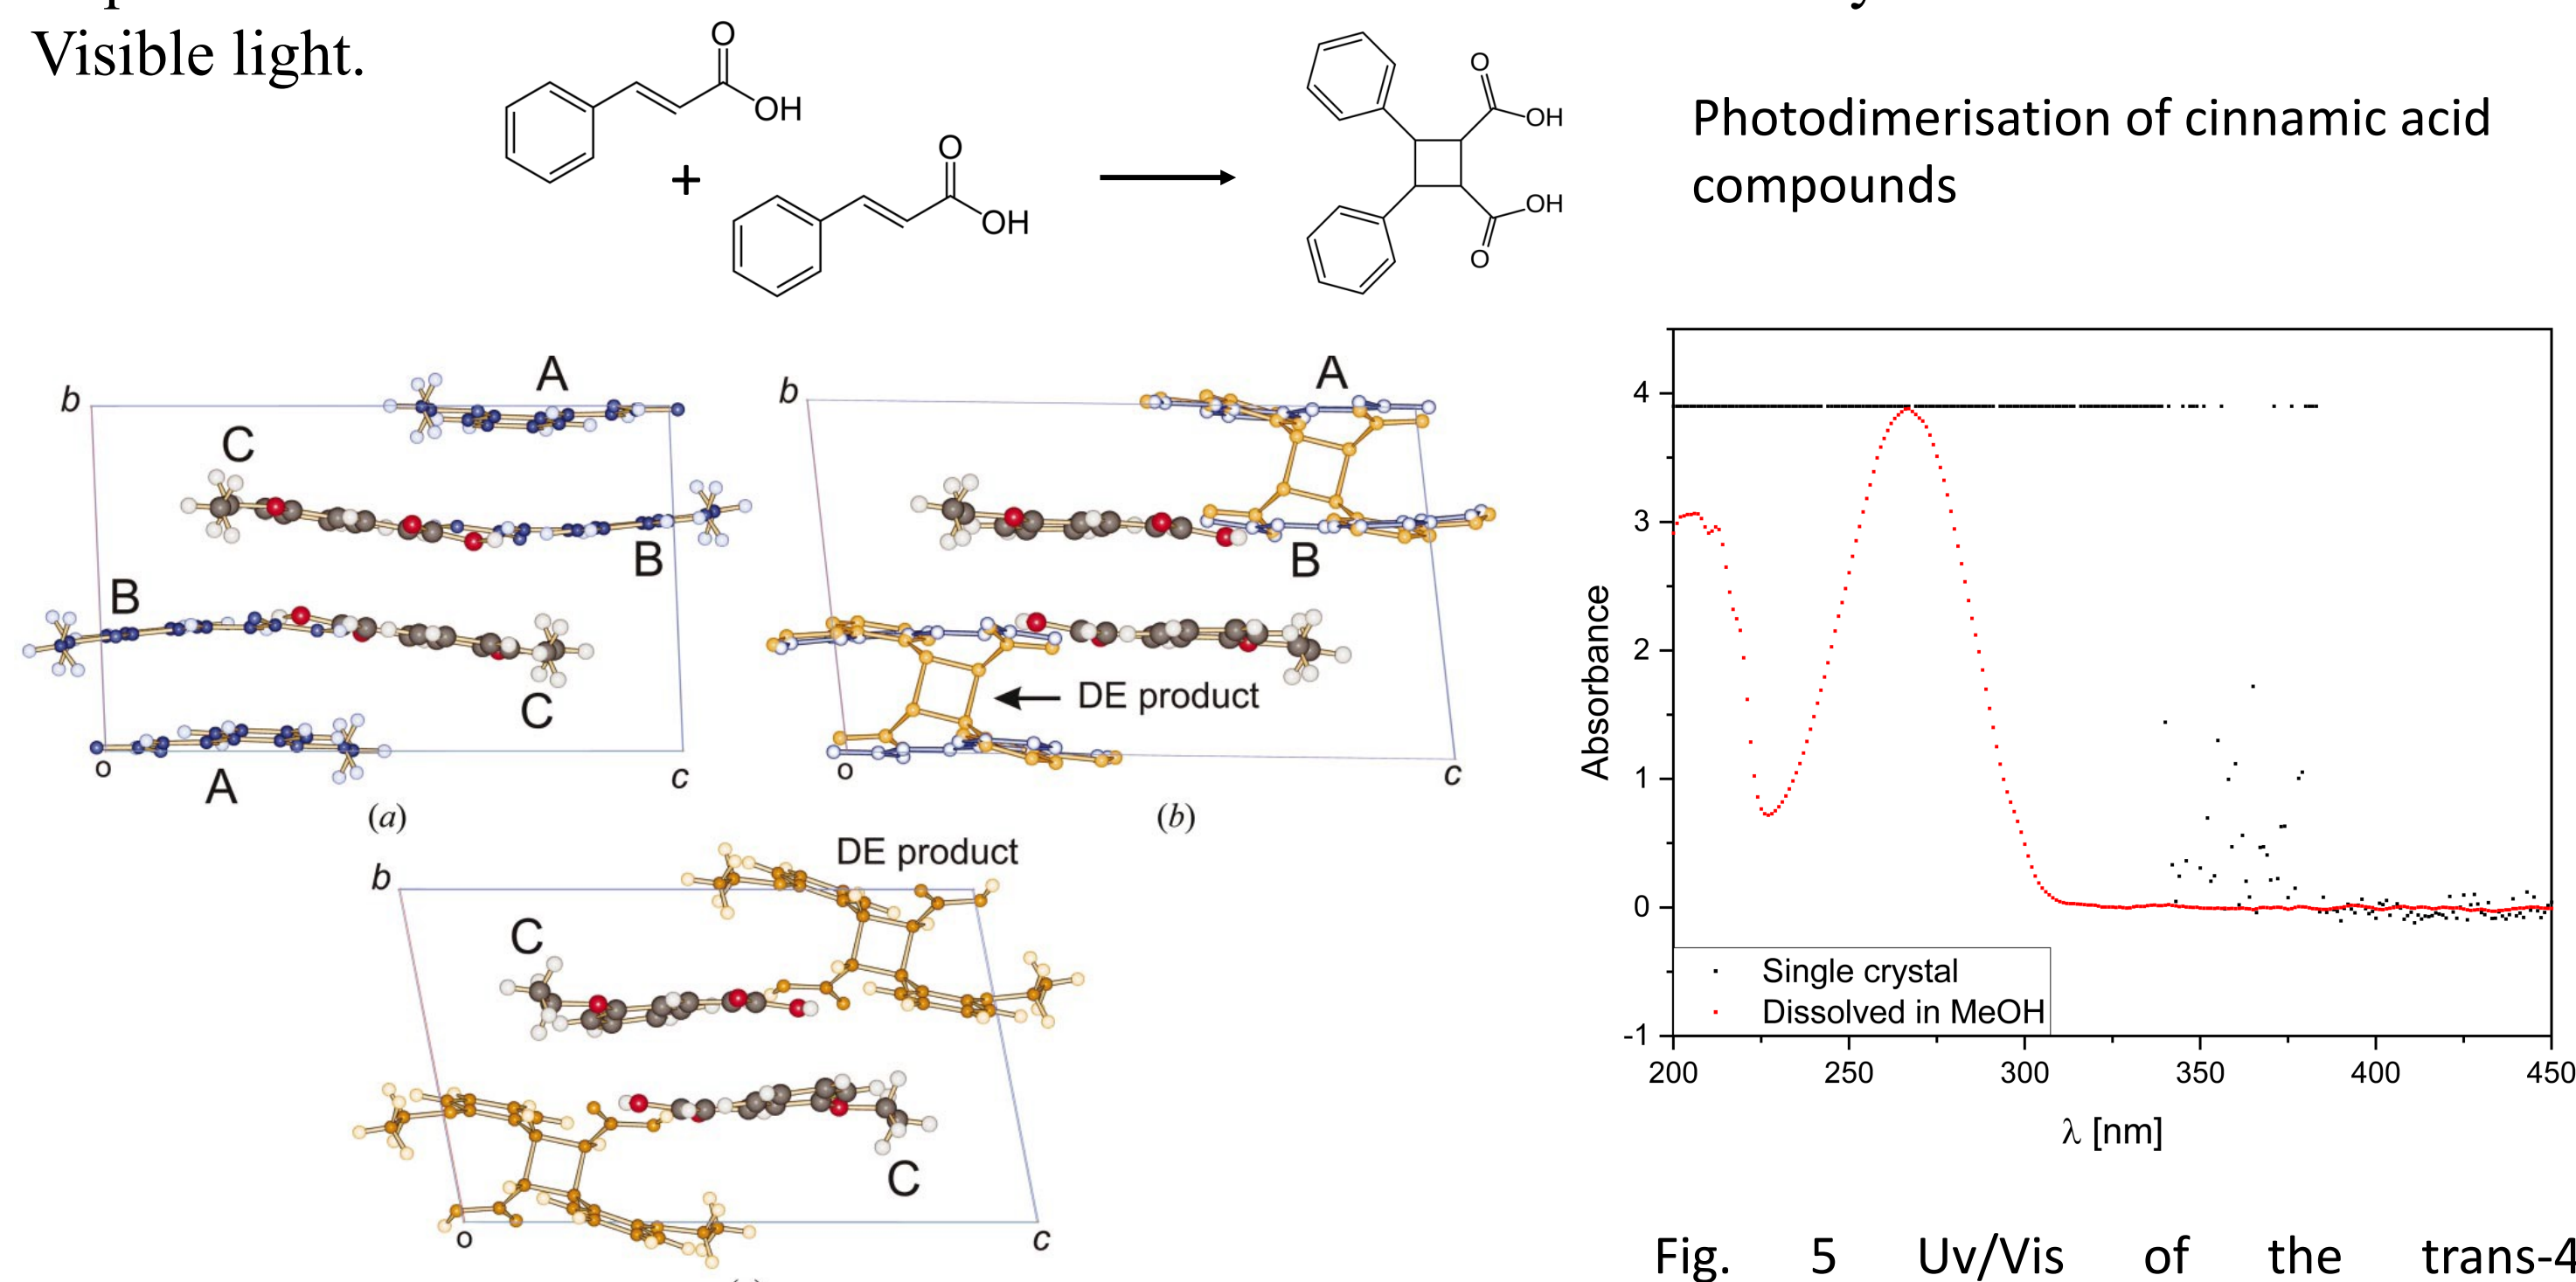 Visible light.
O
OH
+
O
OH
O
OH
OH
O
Photodimerisation of cinnamic acid
compounds
b
A
C
B
B
C
A
o
c
(a)
b
A
B
DE product
o
c
(b)
DE product
b
C
C
o
c
Absorbance
4
3
2
1
0
-1
Single crystal
Dissolved in MeOH
200
250
300
350
400
450
λ [nm]
Fig. 5 Uv/Vis of the trans-4